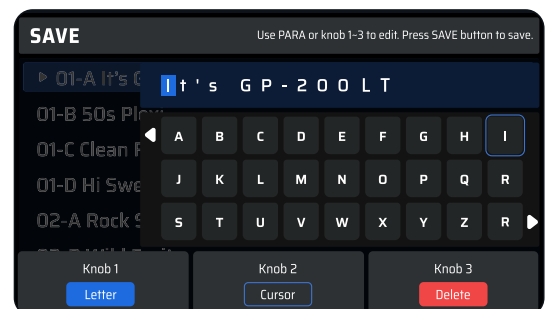 SAVE
Use PARA or knob 1-3 to edit. Press SAVE button to save.
01-A It's G
It's GP-200LT
01-B 50s
01-C Clean
01-D Hi Swe
02-A Rock S
A B C D E F G H I
J K L M N O P Q R
S T U V W X Y Z R
Knob 1 Knob 2 Knob 3
Letter Cursor Delete